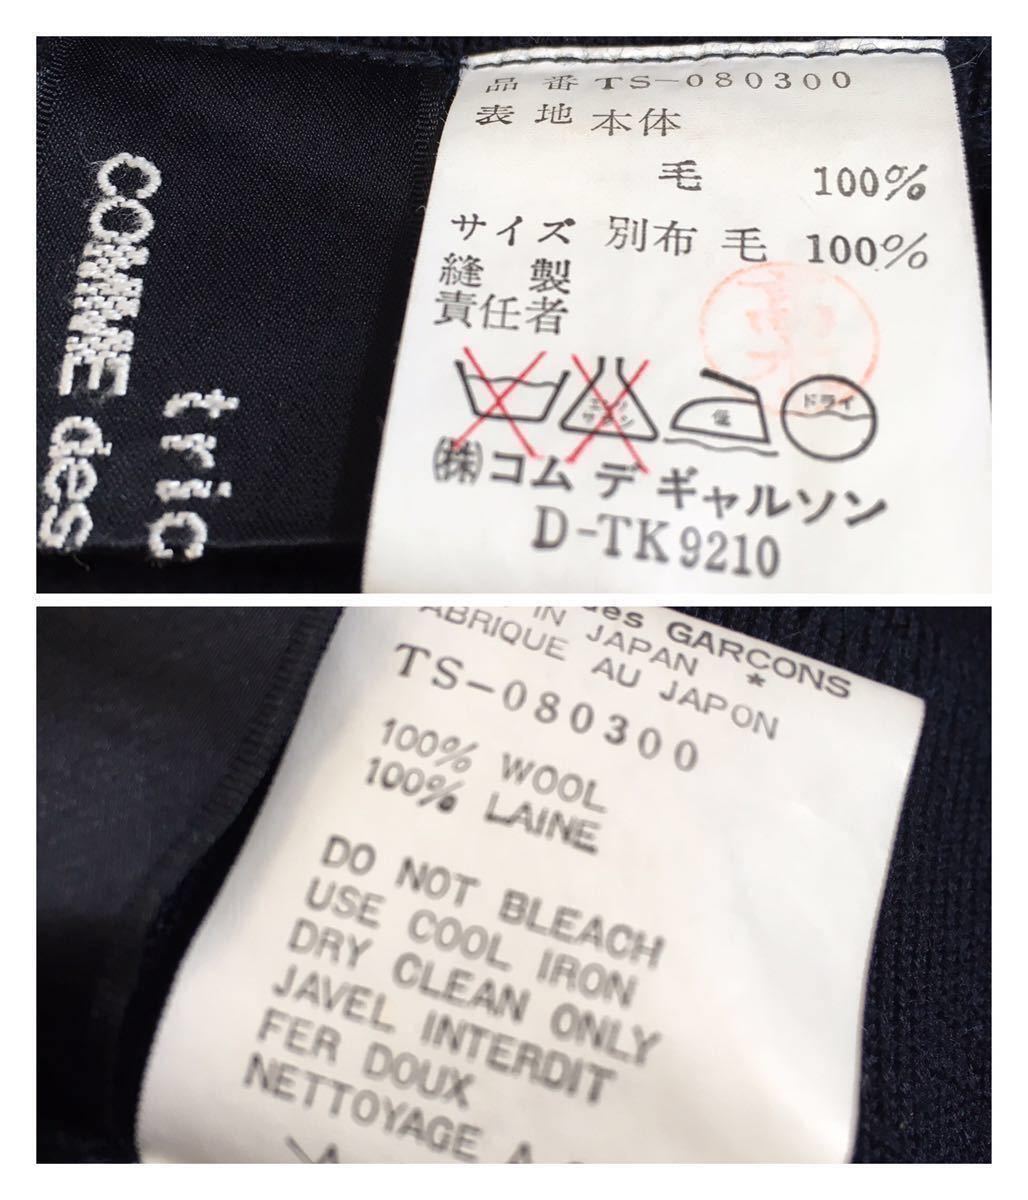 tric
COMME des
品番 TS-080300
表地 本体
毛 100%
サイズ 別布 毛 100%
縫製
責任者
エンソ
サラシ
低
ドライ
(株)コム デ ギャルソン
D-TK9210
des GARÇONS
IN JAPAN *
FABRIQUE AU JAPON
TS-080300
100% WOOL
100% LAINE
DO NOT BLEACH
USE COOL IRON
DRY CLEAN ONLY
JAVEL INTERDIT
FER DOUX
NETTOYAGE A